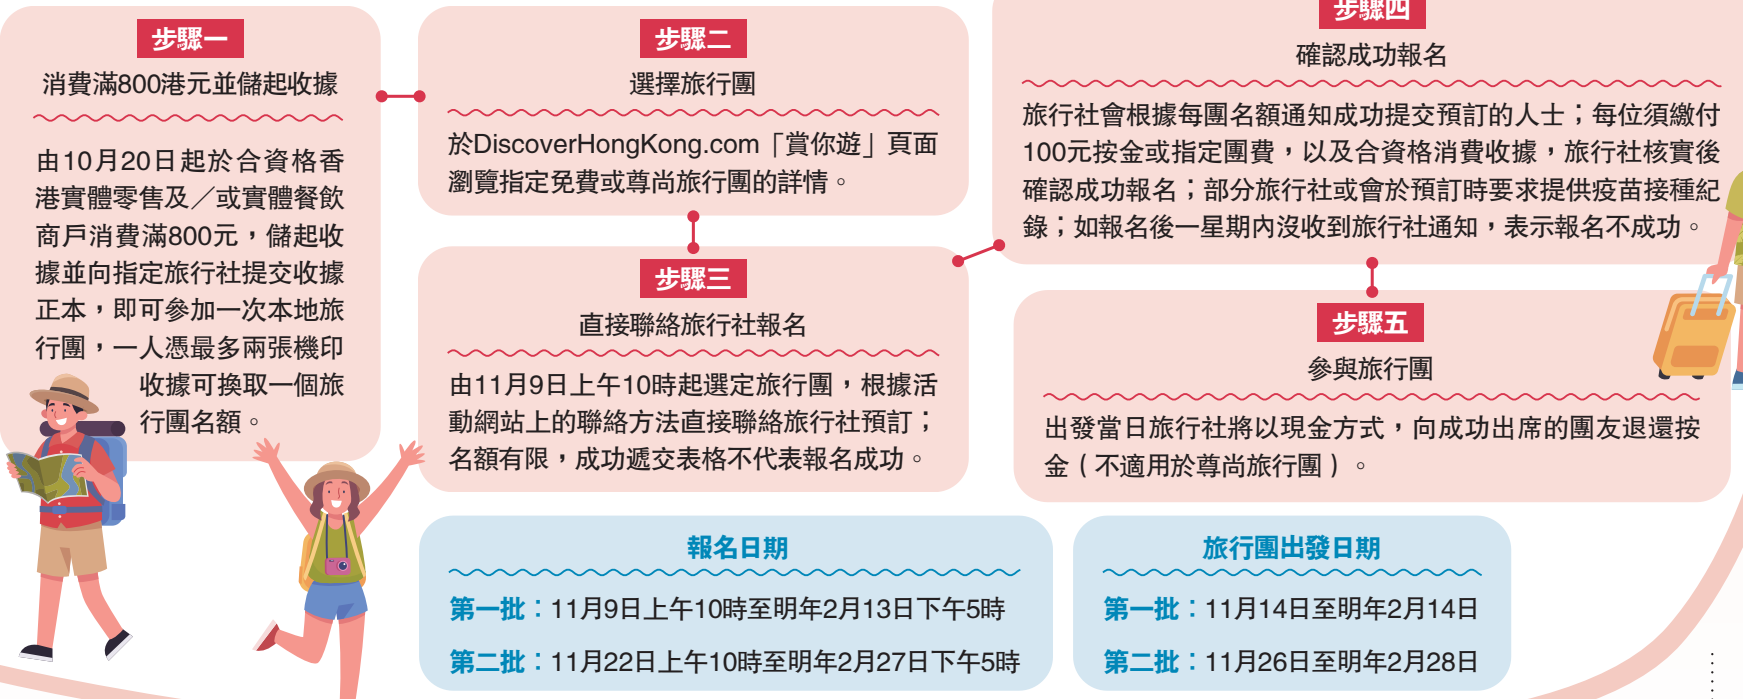 步驟一
消費滿800港元並儲起收據
由10月20日起於合資格香
港實體零售及／或實體餐飲
商戶消費滿800元，儲起收
據並向指定旅行社提交收據
正本，即可參加一次本地旅
行團，一人憑最多兩張機印
收據可換取一個旅
行團名額。
步驟二
選擇旅行團
於DiscoverHongKong.com「賞你遊」頁面
瀏覽指定免費或尊尚旅行團的詳情。
步驟三
直接聯絡旅行社報名
由11月9日上午10時起選定旅行團，根據活
動網站上的聯絡方法直接聯絡旅行社預訂；
名額有限，成功遞交表格不代表報名成功。
步驟四
確認成功報名
旅行社會根據每團名額通知成功提交預訂的人士；每位須繳付
100元按金或指定團費，以及合資格消費收據，旅行社核實後
確認成功報名；部分旅行社或會於預訂時要求提供疫苗接種紀
錄；如報名後一星期內沒收到旅行社通知，表示報名不成功。
步驟五
參與旅行團
出發當日旅行社將以現金方式，向成功出席的團友退還按
金（不適用於尊尚旅行團）。
報名日期
第一批：11月9日上午10時至明年2月13日下午5時
第二批：11月22日上午10時至明年2月27日下午5時
旅行團出發日期
第一批：11月14日至明年2月14日
第二批：11月26日至明年2月28日